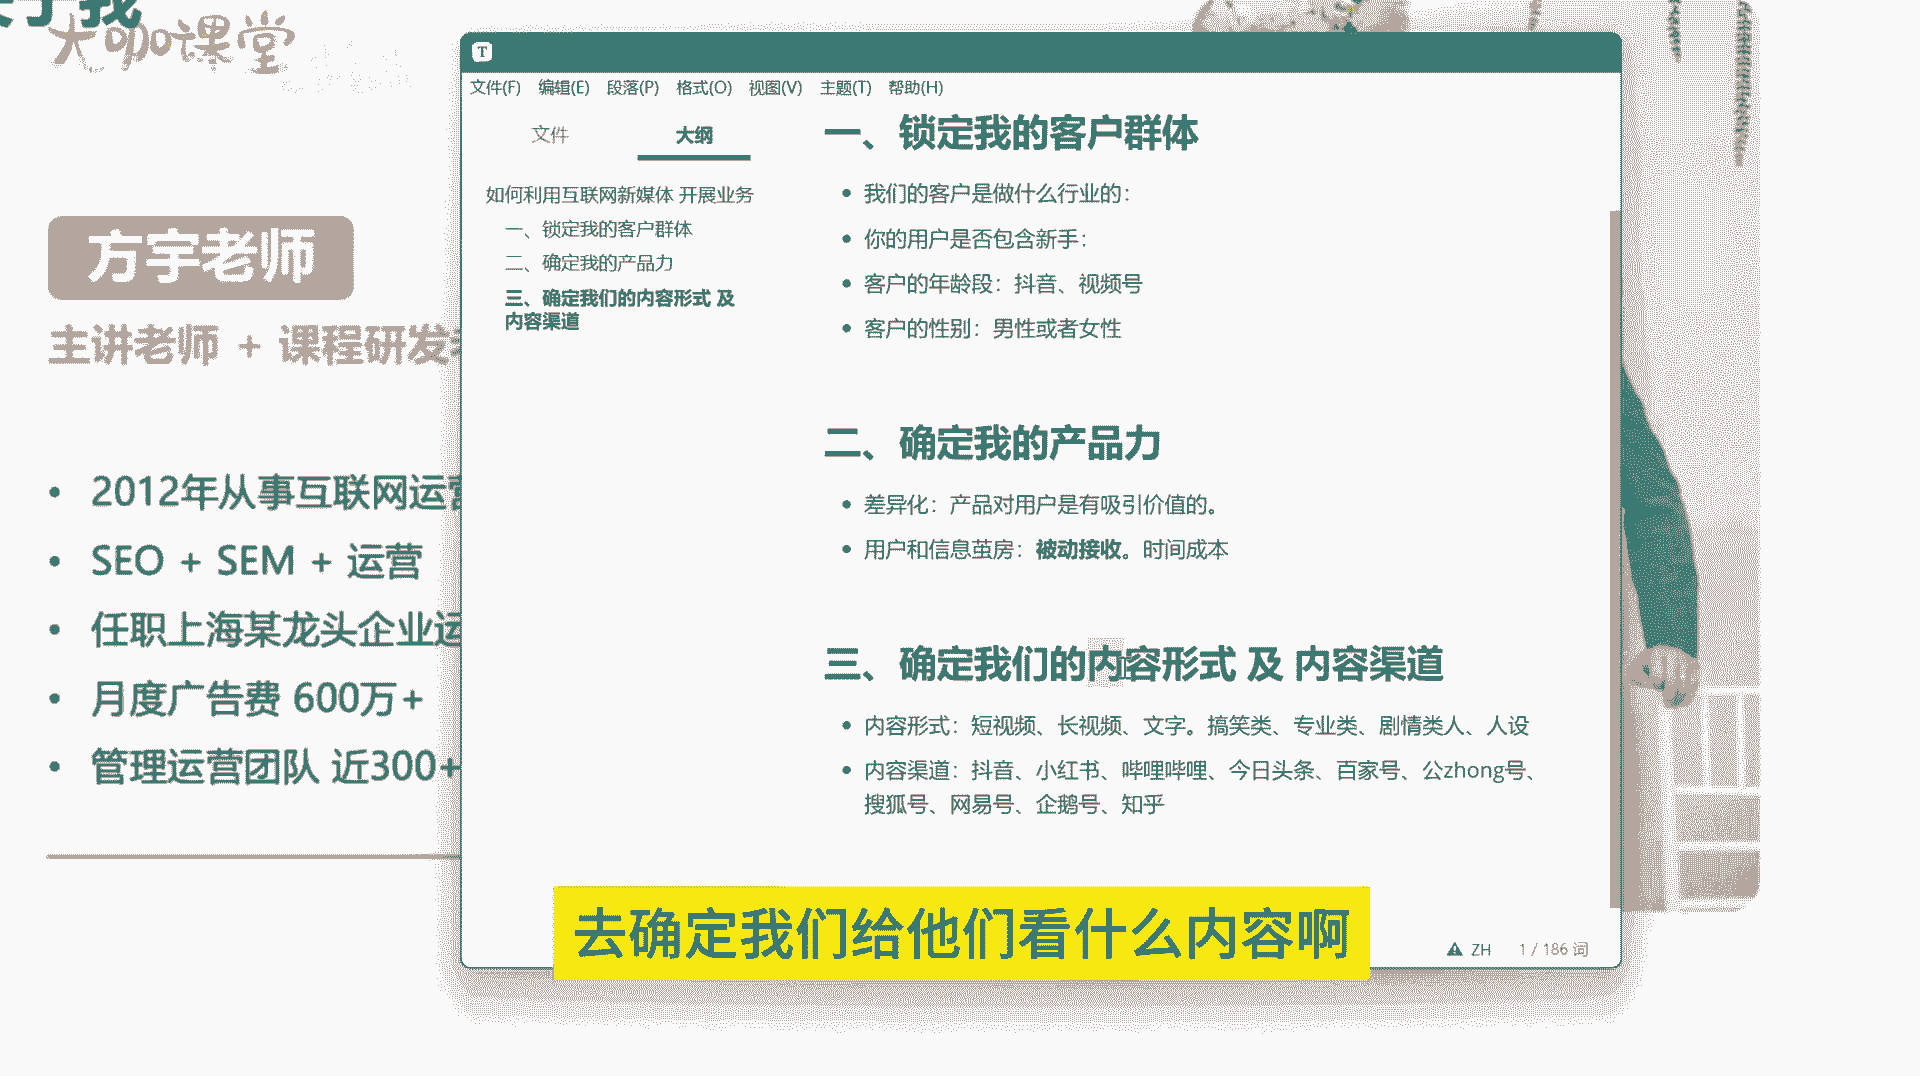 大咖课堂
方宇老师
主讲老师 + 课程研发
2012年从事互联网运营
SEO + SEM + 运营
任职上海某龙头企业运
月度广告费 600万+
管理运营团队 近300+
T
文件(F) 编辑(E) 段落(P) 格式(O) 视图(V) 主题(T) 帮助(H)
文件 大纲
如何利用互联网新媒体 开展业务
一、锁定我的客户群体
二、确定我的产品力
三、确定我们的内容形式 及
内容渠道
一、锁定我的客户群体
我们的客户是做什么行业的：
你的用户是否包含新手：
客户的年龄段：抖音、视频号
客户的性别：男性或者女性
二、确定我的产品力
差异化：产品对用户是有吸引价值的。
用户和信息茧房：被动接收。时间成本
三、确定我们的内容形式 及 内容渠道
内容形式：短视频、长视频、文字。搞笑类、专业类、剧情类人、人设
内容渠道：抖音、小红书、哔哩哔哩、今日头条、百家号、公zhong号、
搜狐号、网易号、企鹅号、知乎
去确定我们给他们看什么内容啊
ZH 1 / 186 词